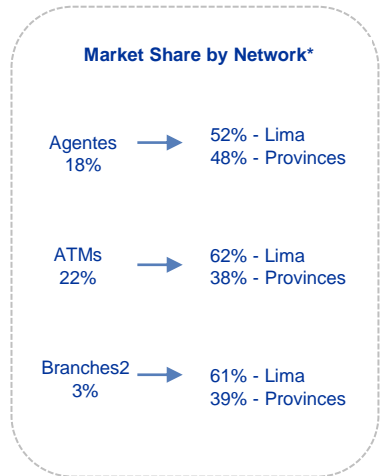 Market Share by Network*
Agentes
18%
52% - Lima
48% - Provinces
ATMs
22%
62% - Lima
38% - Provinces
Branches2
3%
61% - Lima
39% - Provinces